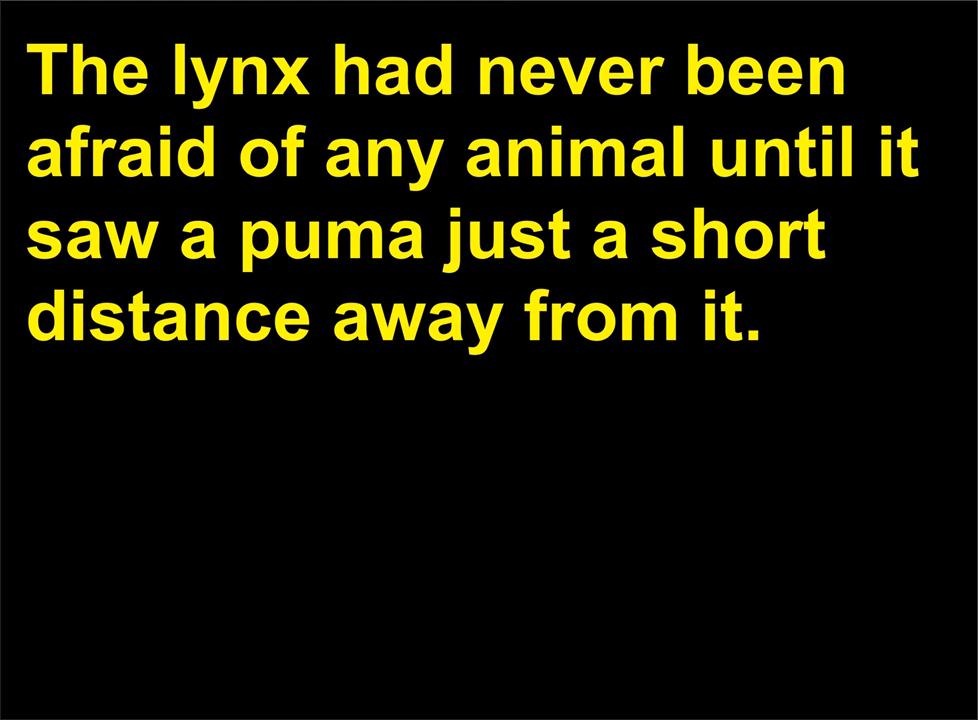 The lynx had never been
afraid of any animal until it
saw a puma just a short
distance away from it.